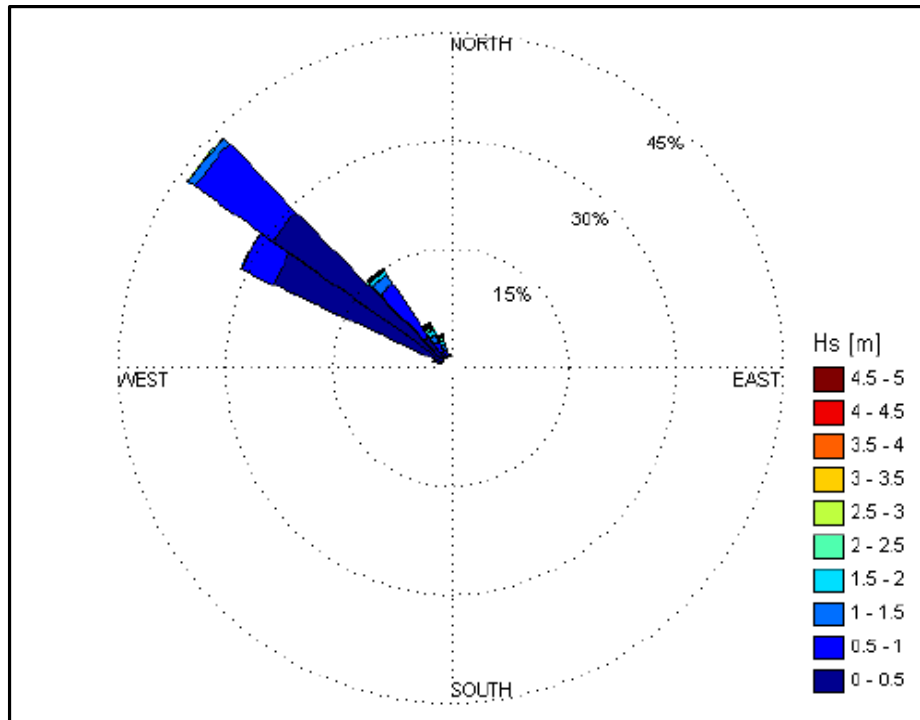 NORTH
45%
30%
15%
WEST
EAST
SOUTH
Hs [m]
4.5 - 5
4 - 4.5
3.5 - 4
3 - 3.5
2.5 - 3
2 - 2.5
1.5 - 2
1 - 1.5
0.5 - 1
0 - 0.5